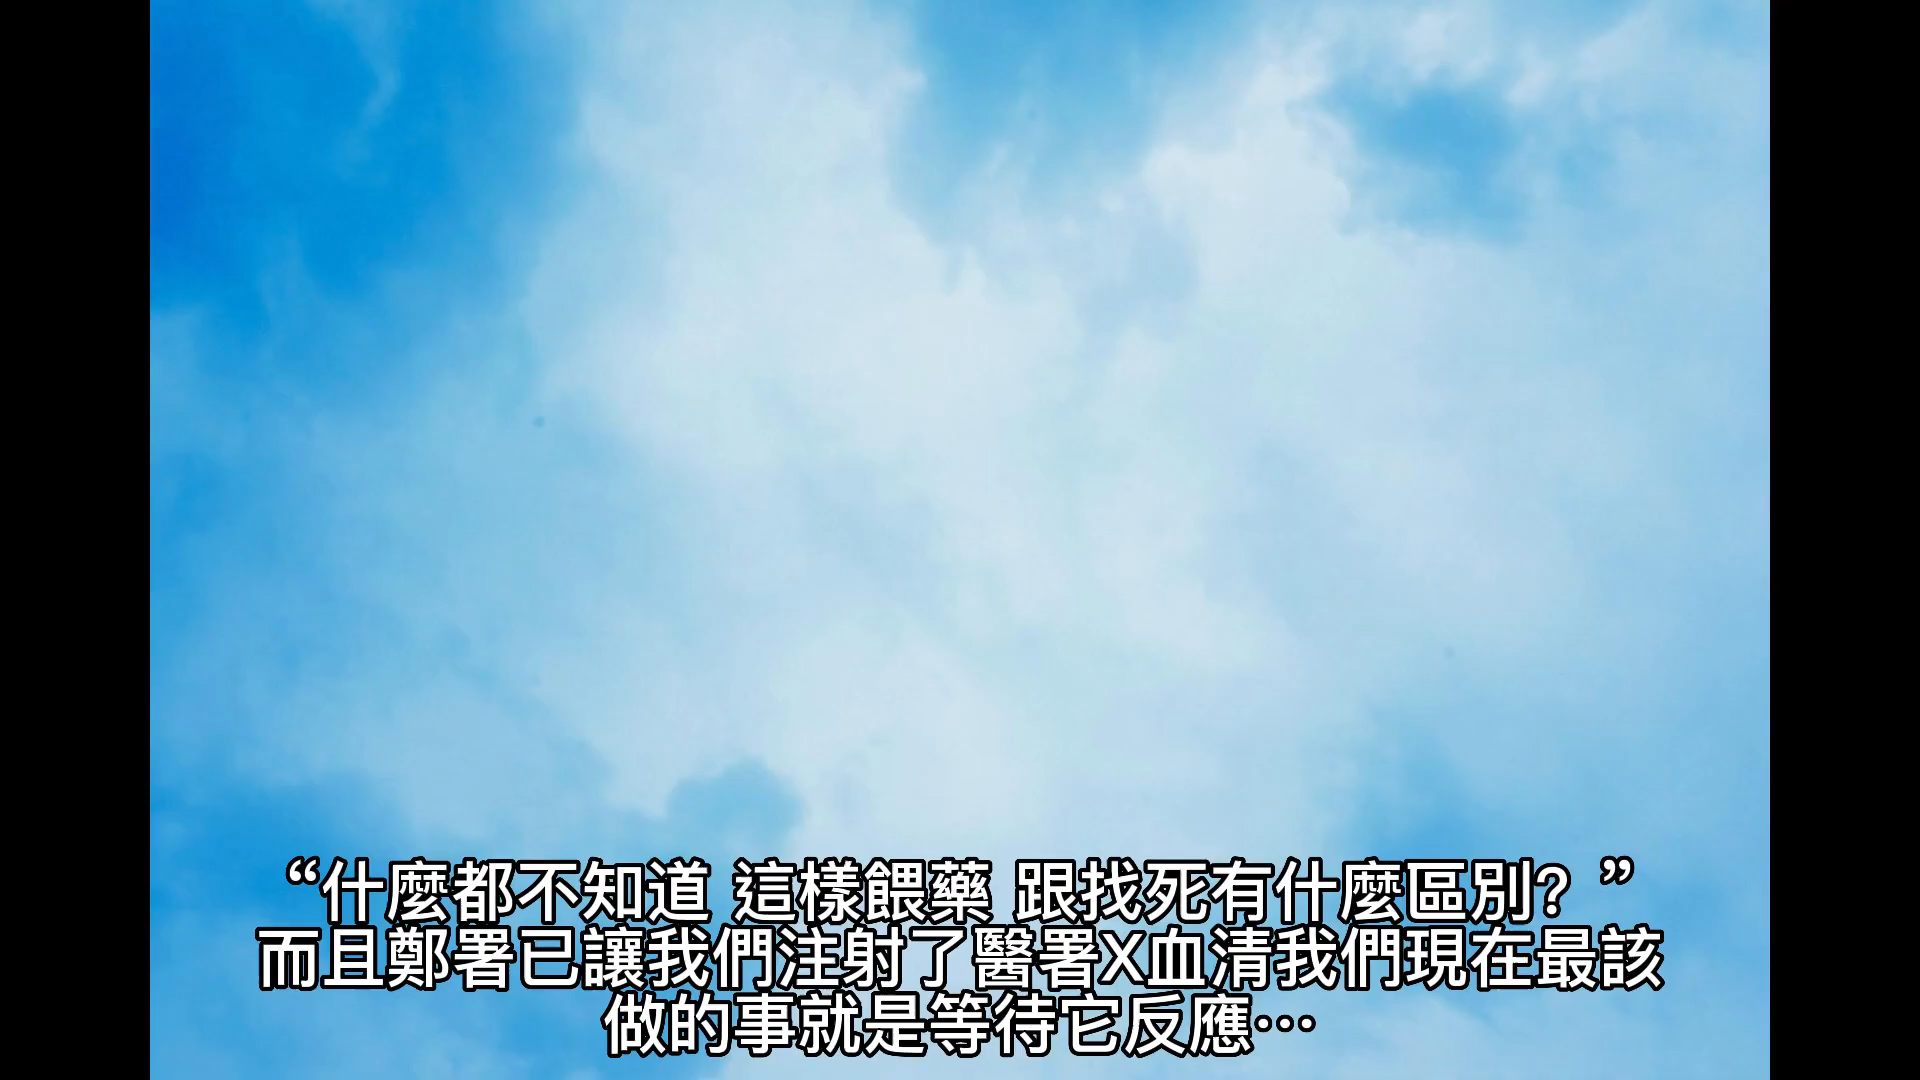 “什麼都不知道 這樣餵藥 跟找死有什麼區別？”
而且鄭署已讓我們注射了醫署X血清我們現在最該
做的事就是等待它反應…